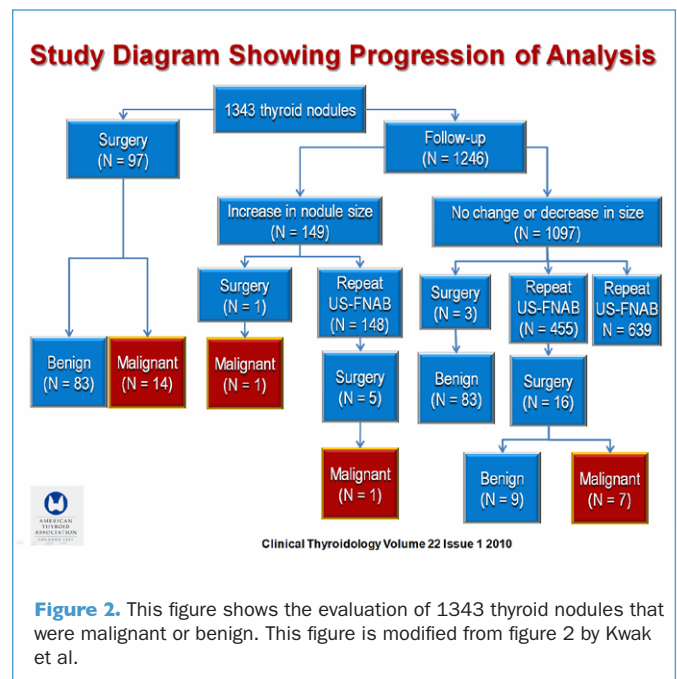 Study Diagram Showing Progression of Analysis
1343 thyroid nodules
Surgery
(N = 97)
Follow-up
(N = 1246)
Increase in nodule size
(N = 149)
No change or decrease in size
(N = 1097)
Surgery
(N = 1)
Repeat
US-FNAB
(N = 148)
Surgery
(N = 3)
Repeat
US-FNAB
(N = 455)
Repeat
US-FNAB
N = 639
Benign
(N = 83)
Malignant
(N = 14)
Malignant
(N = 1)
Surgery
(N = 5)
Benign
(N = 83)
Surgery
(N = 16)
Malignant
(N = 1)
Benign
(N = 9)
Malignant
(N = 7)
AMERICAN
THYROID
ASSOCIATION
Clinical Thyroidology Volume 22 Issue 1 2010
Figure 2. This figure shows the evaluation of 1343 thyroid nodules that
were malignant or benign. This figure is modified from figure 2 by Kwak
et al.